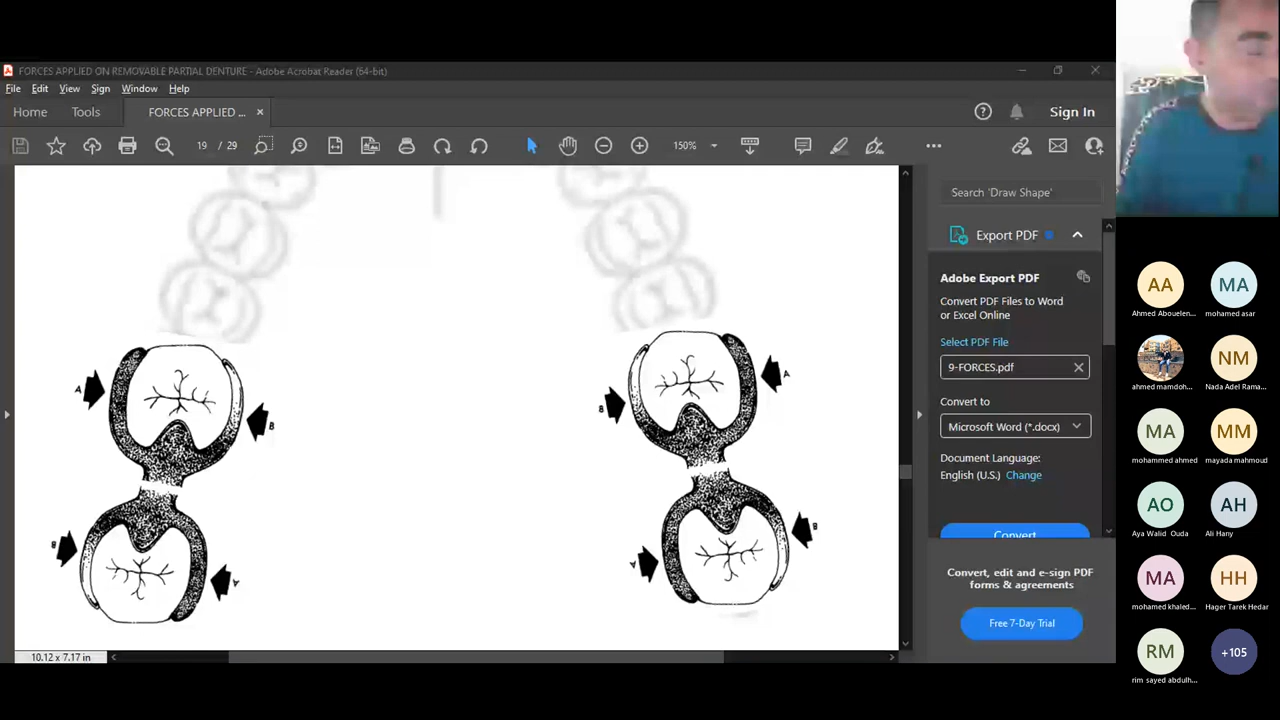 FORCES APPLIED ON REMOVABLE PARTIAL DENTURE - Adobe Acrobat Reader (64-bit)
File Edit View Sign Window Help
Home Tools FORCES APPLIED ... × Sign In
19 / 29 150%
Search 'Draw Shape'
Export PDF
Adobe Export PDF
Convert PDF Files to Word
or Excel Online
Select PDF File
9-FORCES.pdf
Convert to
Microsoft Word (*.docx)
Document Language:
English (U.S.) Change
Convert
Convert, edit and e-sign PDF
forms & agreements
Free 7-Day Trial
A
B
B
A
B
A
A
B
10.12 x 7.17 in
AA MA
Ahmed Abouelen... mohamed asar
NM
ahmed mamdoh... Nada Adel Rama...
MA MM
mohammed ahmed mayada mahmoud
AO AH
Aya Walid Ouda Ali Hany
MA HH
mohamed khaled... Hager Tarek Hedar
RM +105
rim sayed abdulh...